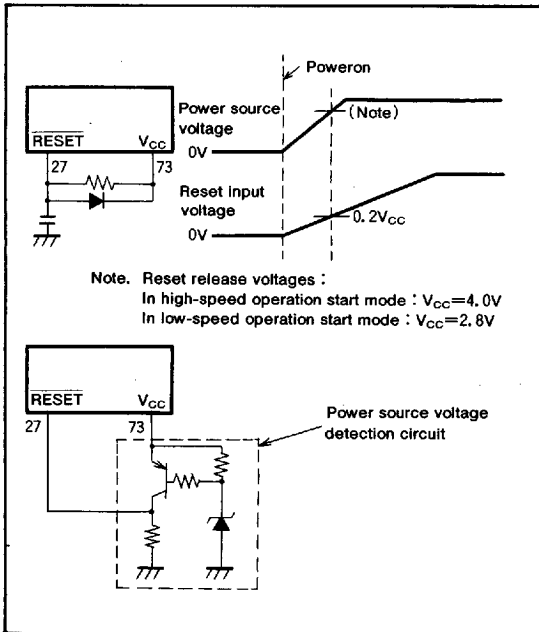 Poweron
Power source
voltage
(Note)
RESET VCC
27 73
0V
Reset input
voltage
0.2VCC
0V
Note. Reset release voltages :
In high-speed operation start mode : VCC=4.0V
In low-speed operation start mode : VCC=2.8V
RESET VCC
27 73
Power source voltage
detection circuit